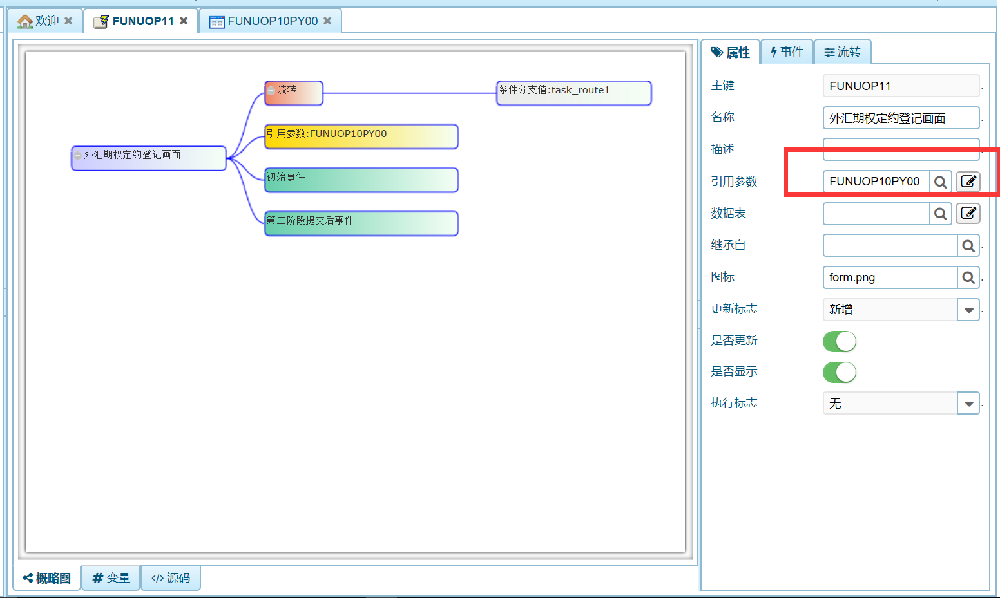 欢迎
FUNUOP11
FUNUOP10PY00
流转
条件分支值:task_route1
引用参数:FUNUOP10PY00
外汇期权定约登记画面
初始事件
第二阶段提交后事件
概略图
变量
源码
属性
事件
流转
主键
FUNUOP11
名称
外汇期权定约登记画面
描述
引用参数
FUNUOP10PY00
数据表
继承自
图标
form.png
更新标志
新增
是否更新
是否显示
执行标志
无